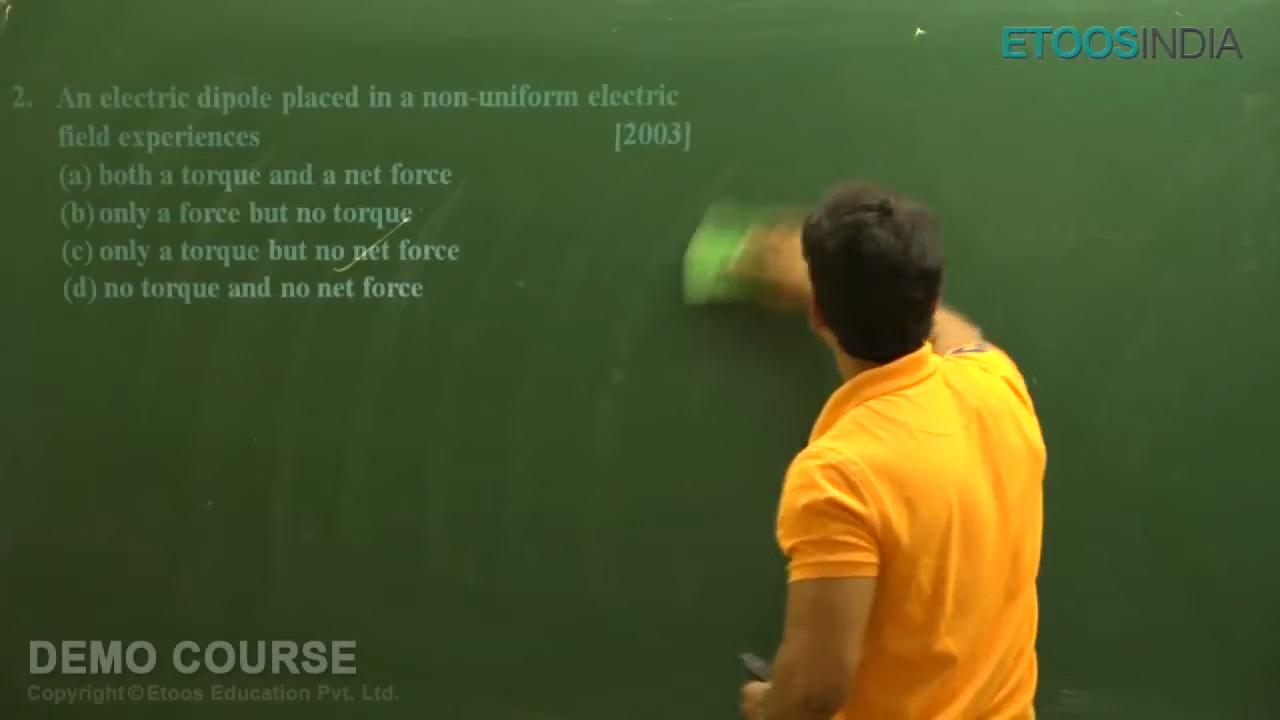 ETOOSINDIA
2. An electric dipole placed in a non-uniform electric
field experiences [2003]
(a) both a torque and a net force
(b) only a force but no torque
(c) only a torque but no net force
(d) no torque and no net force
DEMO COURSE
Copyright©Etoos Education Pvt. Ltd.